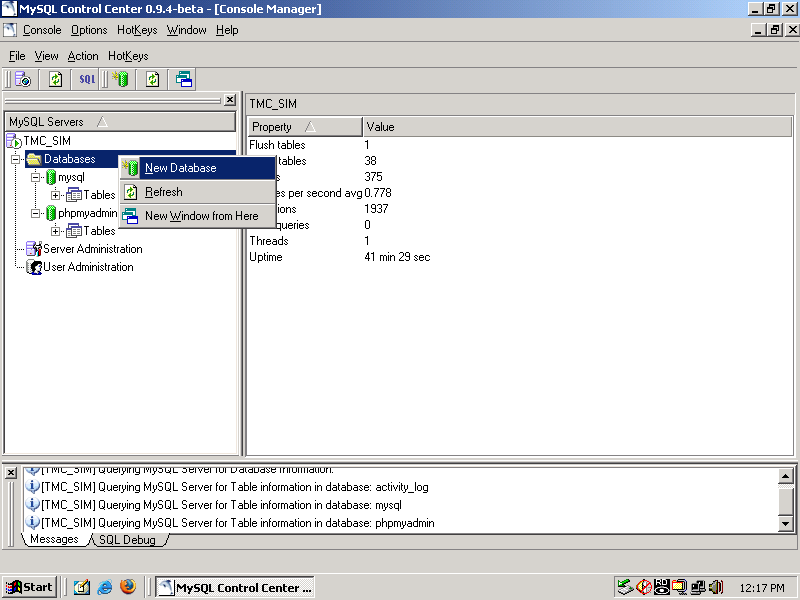 MySQL Control Center 0.9.4-beta - [Console Manager]
Console Options HotKeys Window Help
File View Action HotKeys
SQL
MySQL Servers
TMC_SIM
Databases
mysql
Tables
phpmyadmin
Tables
Server Administration
User Administration
New Database
Refresh
New Window from Here
TMC_SIM
Property Value
Flush tables 1
tables 38
375
es per second avg 0.778
ions 1937
queries 0
Threads 1
Uptime 41 min 29 sec
[TMC_SIM] Querying MySQL Server for Database information.
[TMC_SIM] Querying MySQL Server for Table information in database: activity_log
[TMC_SIM] Querying MySQL Server for Table information in database: mysql
[TMC_SIM] Querying MySQL Server for Table information in database: phpmyadmin
Messages SQL Debug
Start MySQL Control Center ... 12:17 PM